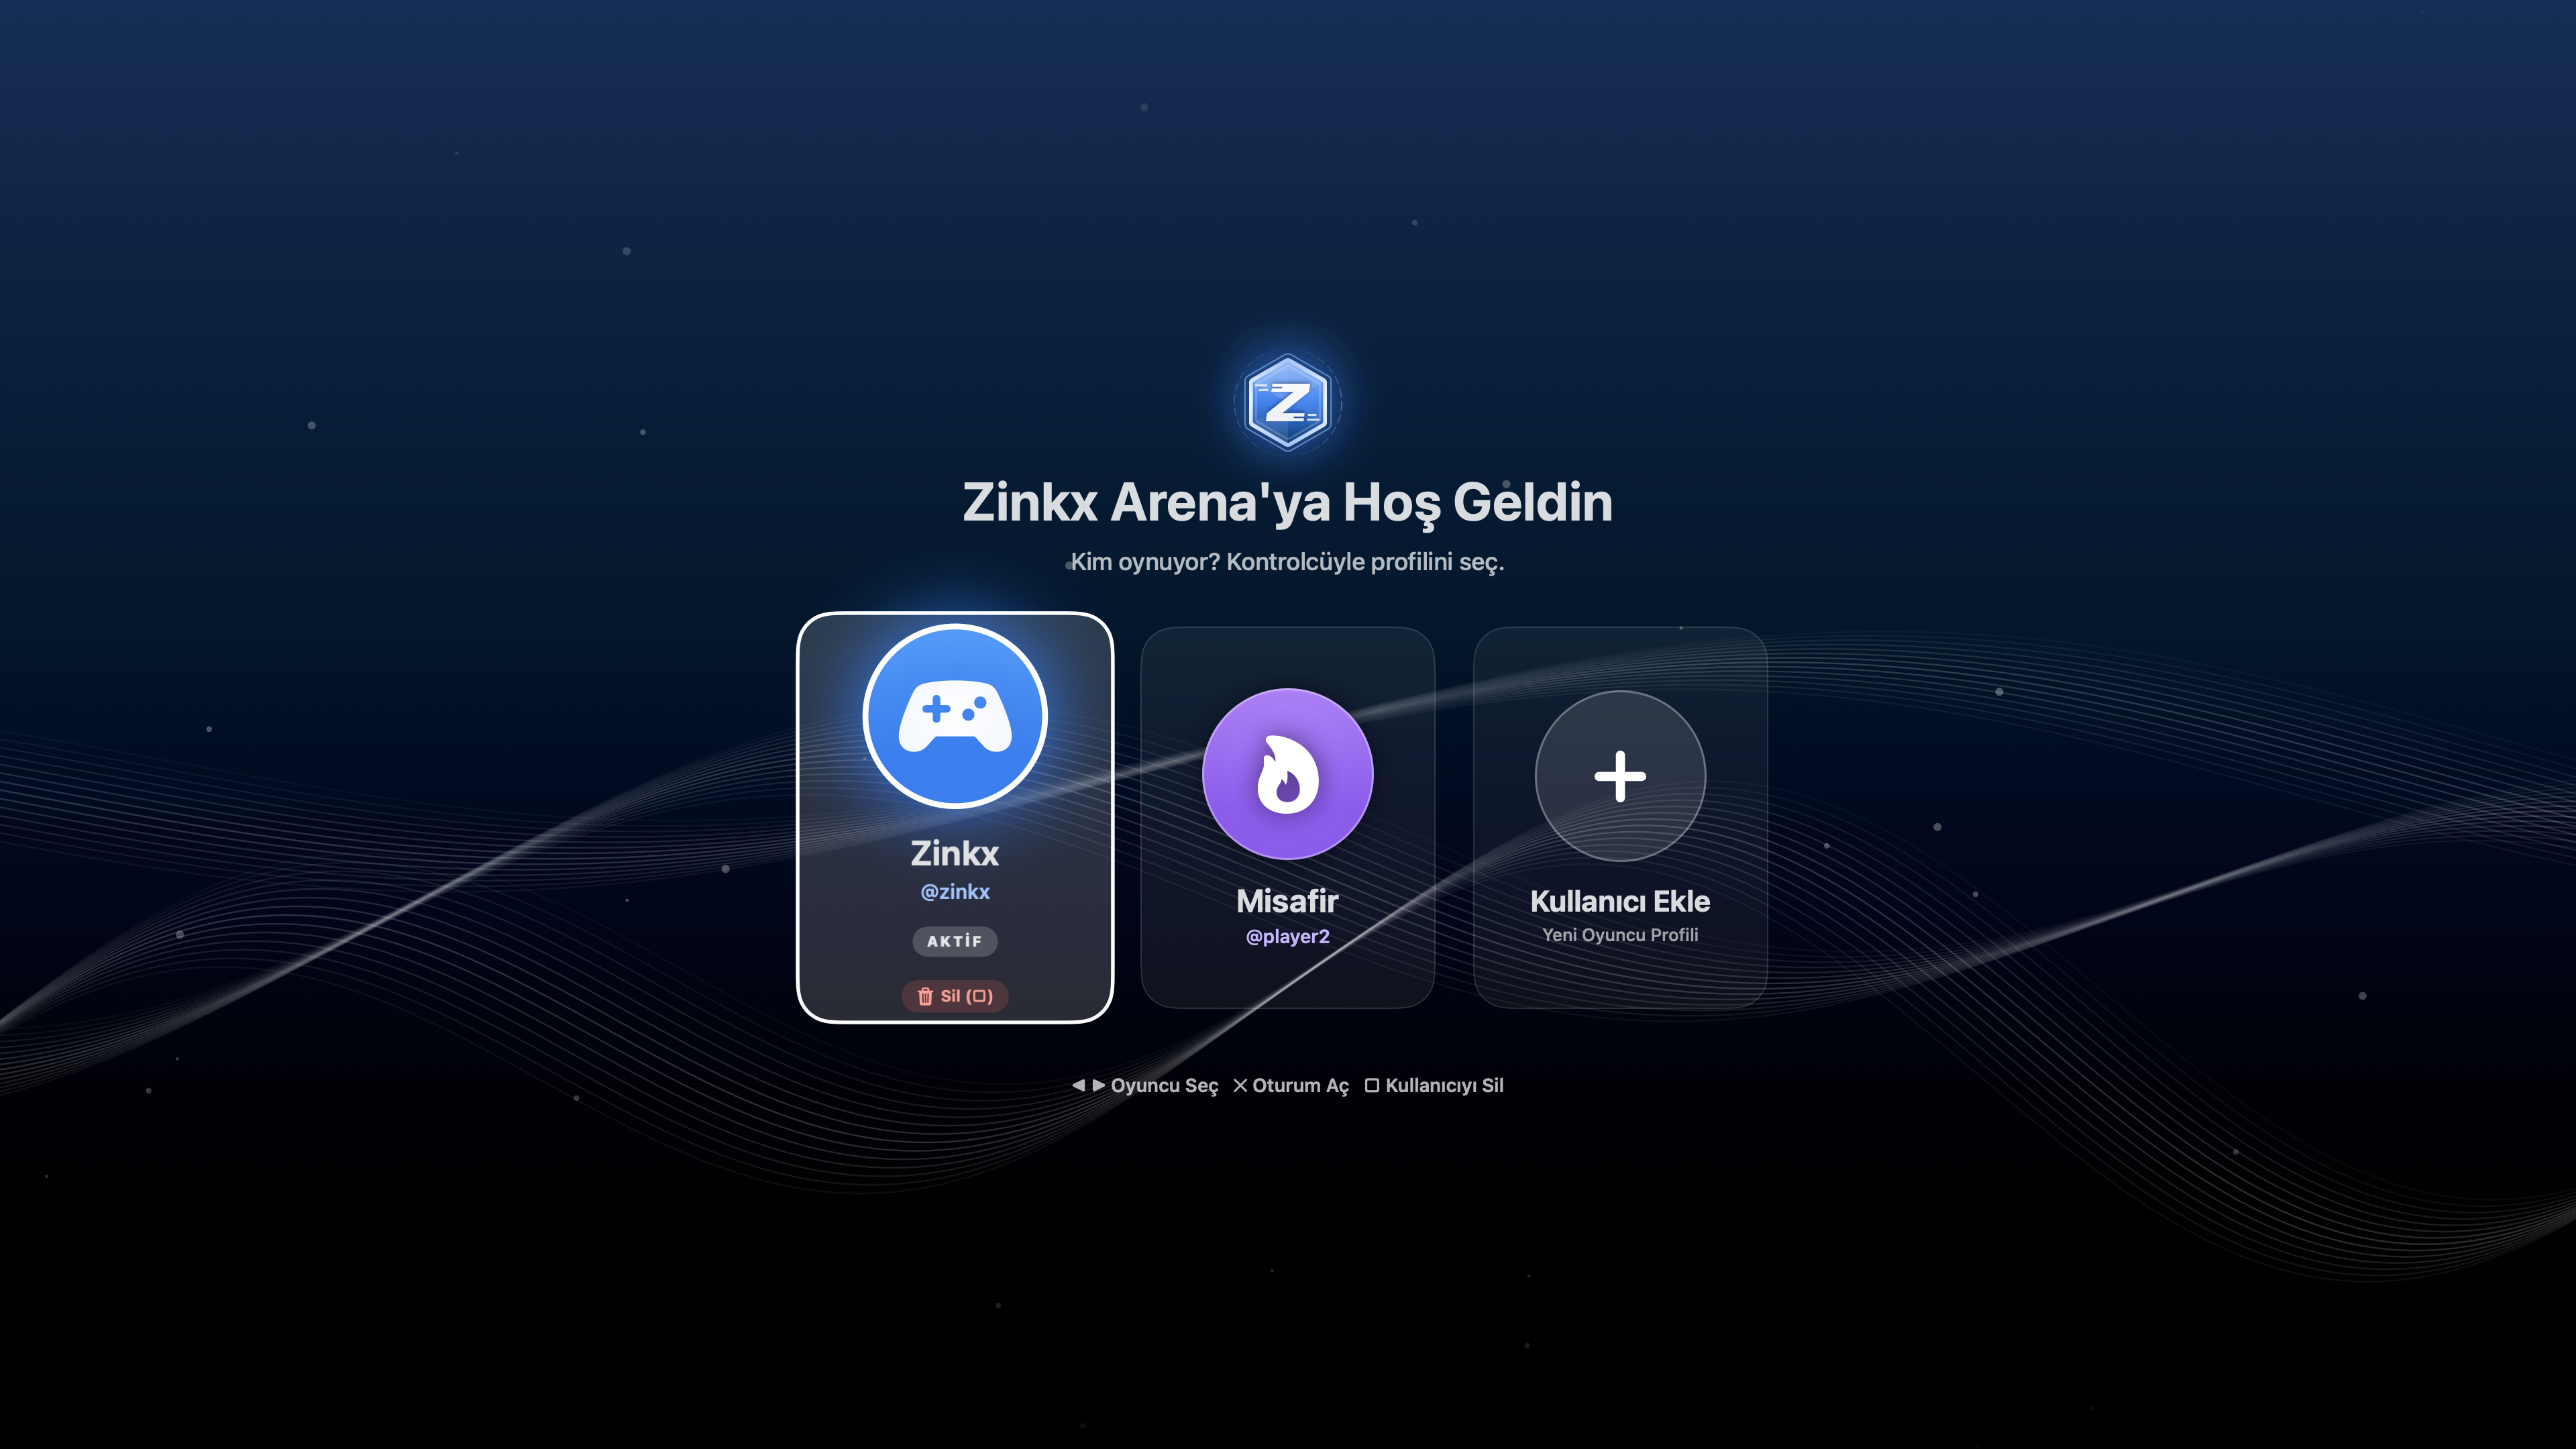 Z
Zinkx Arena'ya Hoş Geldin
Kim oynuyor? Kontrolcüyle profilini seç.
Zinkx
@zinkx
AKTİF
Sil (□)
Misafir
@player2
Kullanıcı Ekle
Yeni Oyuncu Profili
Oyuncu Seç Oturum Aç Kullanıcıyı Sil